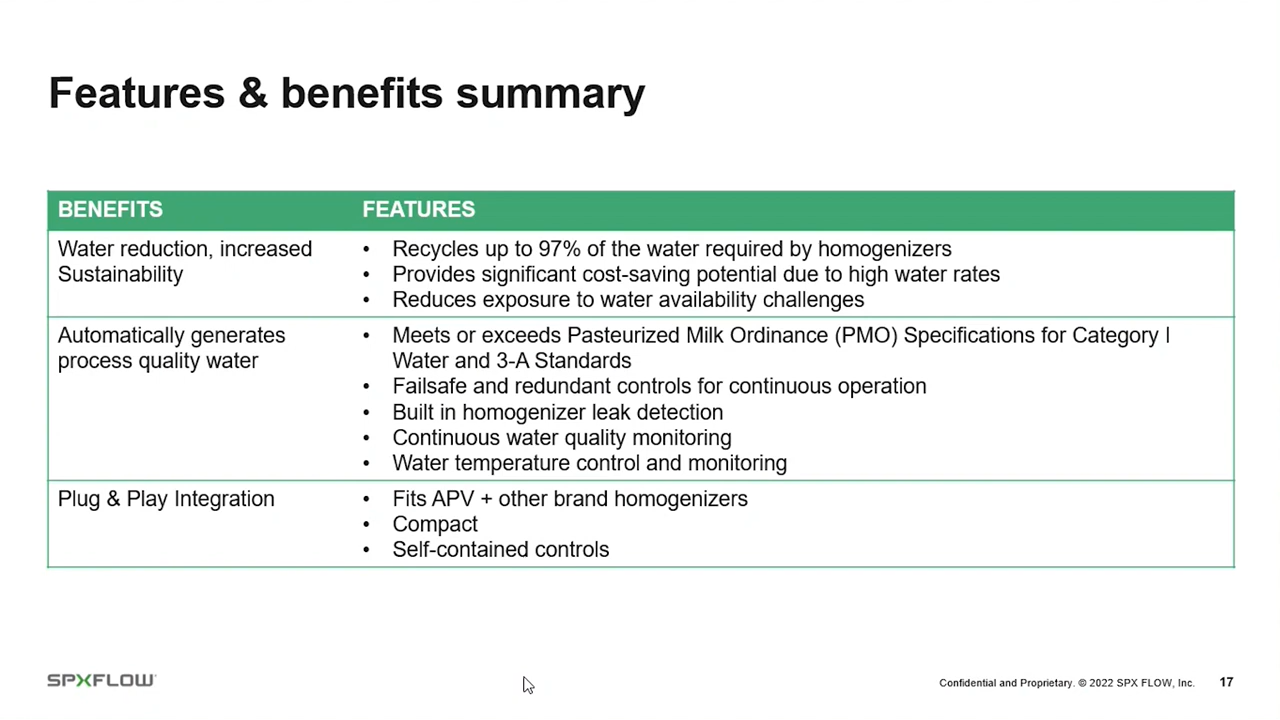 Features & benefits summary
BENEFITS
FEATURES
Water reduction, increased
Sustainability
• Recycles up to 97% of the water required by homogenizers
• Provides significant cost-saving potential due to high water rates
• Reduces exposure to water availability challenges
Automatically generates
process quality water
• Meets or exceeds Pasteurized Milk Ordinance (PMO) Specifications for Category I
Water and 3-A Standards
• Failsafe and redundant controls for continuous operation
• Built in homogenizer leak detection
• Continuous water quality monitoring
• Water temperature control and monitoring
Plug & Play Integration
• Fits APV + other brand homogenizers
• Compact
• Self-contained controls
SPXFLOW
Confidential and Proprietary. © 2022 SPX FLOW, Inc.
17